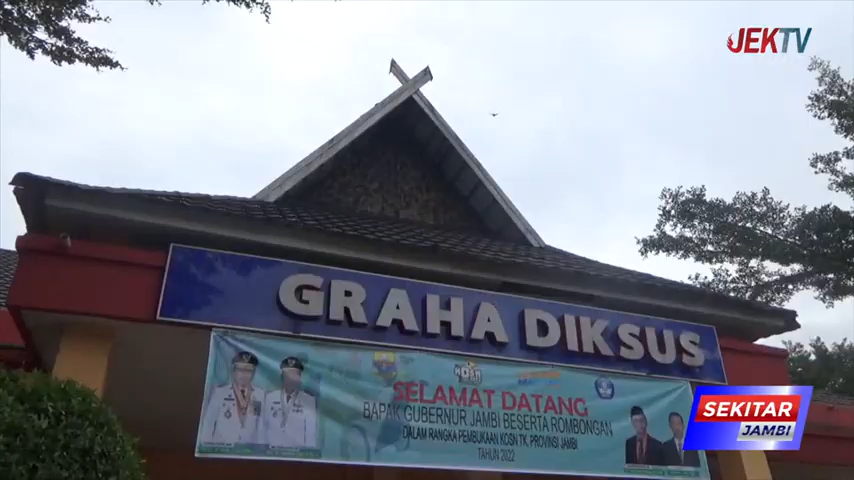 JEKTV
GRAHA DIKSUS
SELAMAT DATANG
BAPAK GUBERNUR JAMBI BESERTA ROMBONGAN
DALAM RANGKA PEMBUKAN KOSN TK. PROVINSI JAMBI
TAHUN 2022
SEKITAR
JAMBI